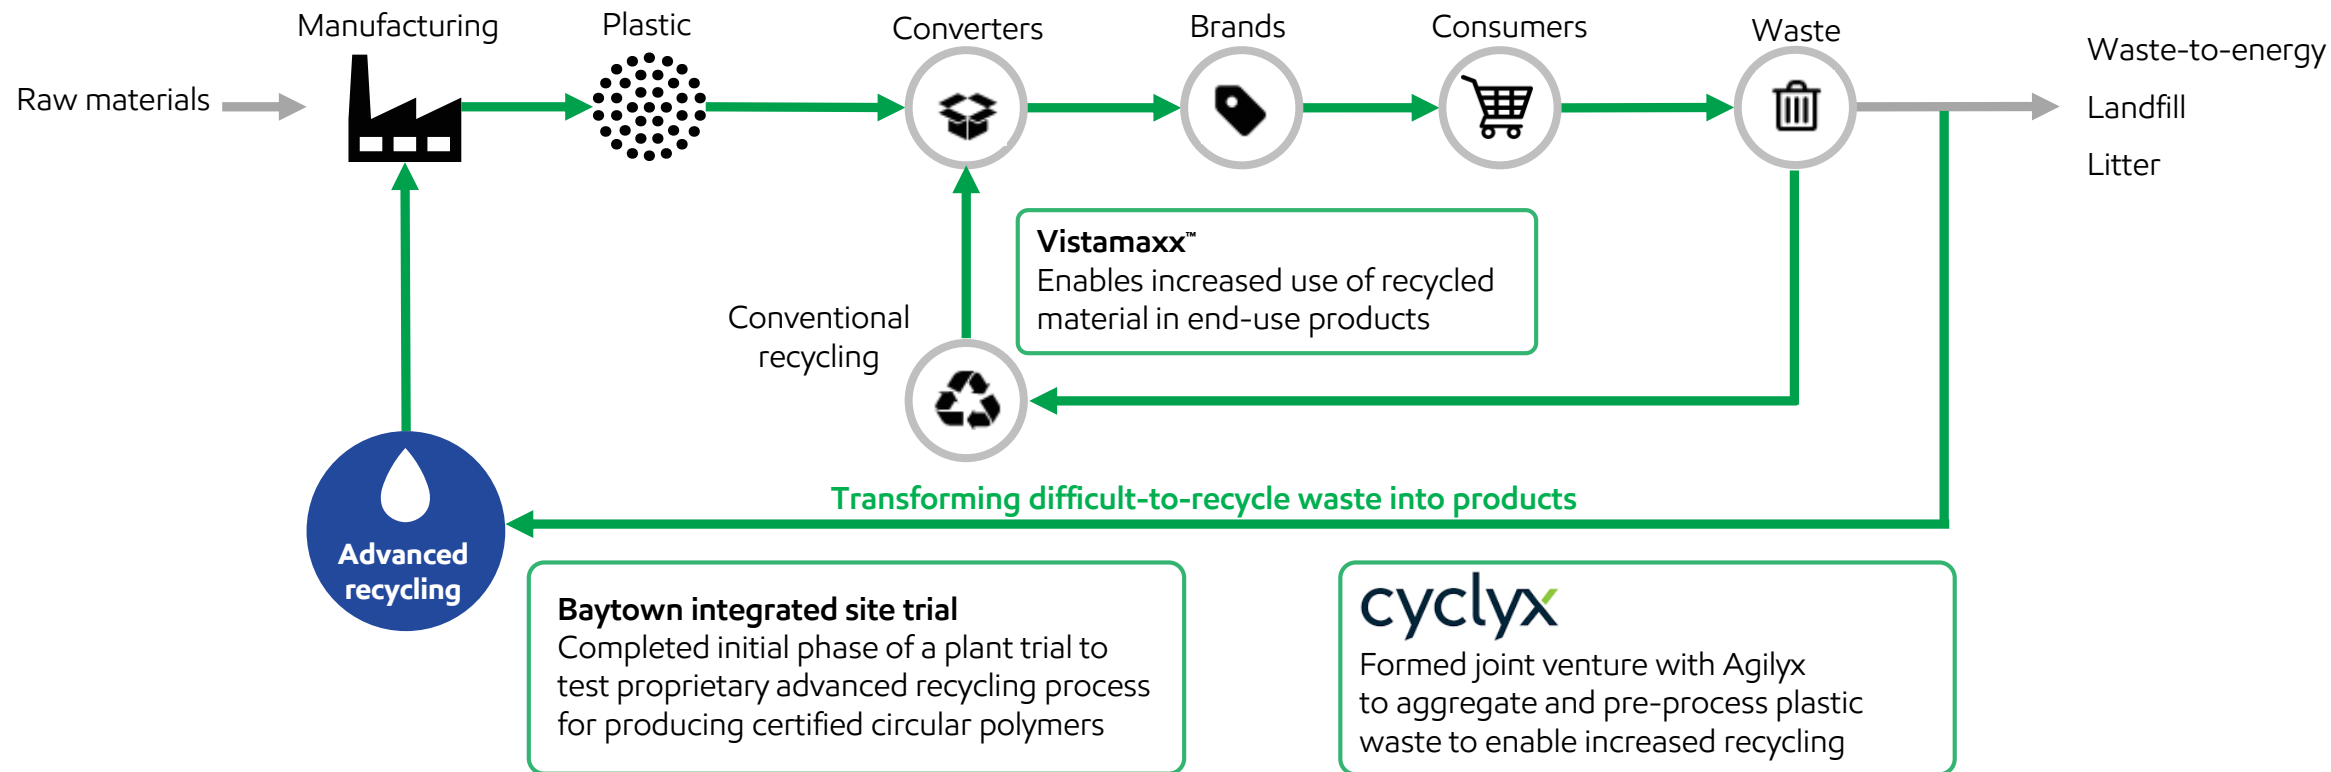 Manufacturing
Plastic
Converters
Brands
Consumers
Waste
Raw materials
Waste-to-energy
Landfill
Litter
Vistamaxx™
Enables increased use of recycled
material in end-use products
Conventional
recycling
Transforming difficult-to-recycle waste into products
Advanced
recycling
Baytown integrated site trial
Completed initial phase of a plant trial to
test proprietary advanced recycling process
for producing certified circular polymers
cyclyx
Formed joint venture with Agilyx
to aggregate and pre-process plastic
waste to enable increased recycling